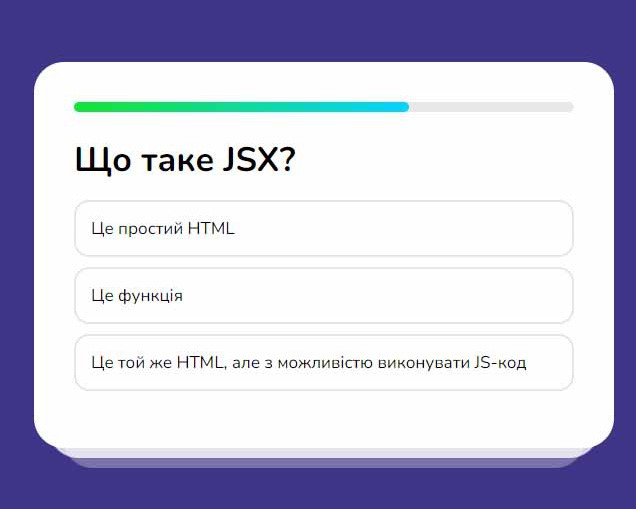 Що таке JSX?
Це простий HTML
Це функція
Це той же HTML, але з можливістю виконувати JS-код